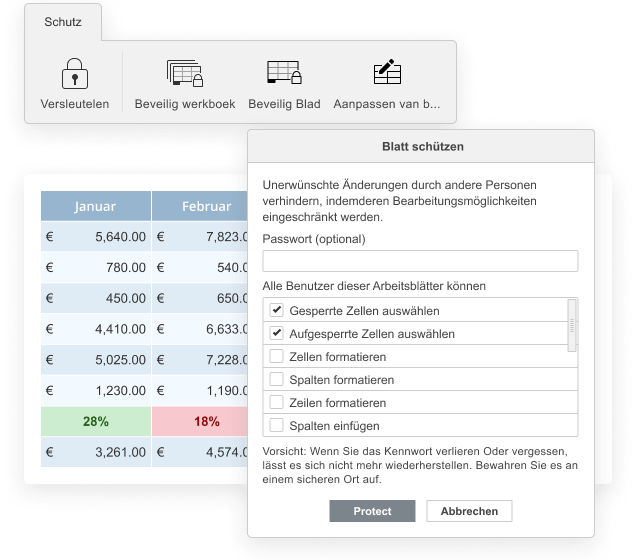 Schutz
Versleutelen
Beveilig werkboek
Beveilig Blad
Aanpassen van b...
Blatt schützen
Unerwünschte Änderungen durch andere Personen
verhindern, indemderen Bearbeitungsmöglichkeiten
eingeschränkt werden.
Passwort (optional)
Alle Benutzer dieser Arbeitsblätter können
Gesperrte Zellen auswählen
Aufgesperrte Zellen auswählen
Zellen formatieren
Spalten formatieren
Zeilen formatieren
Spalten einfügen
Vorsicht: Wenn Sie das Kennwort verlieren Oder vergessen,
lässt es sich nicht mehr wiederherstellen. Bewahren Sie es an
einem sicheren Ort auf.
Protect Abbrechen
Januar Februar
€ 5,640.00 € 7,823.0
€ 780.00 € 540.0
€ 450.00 € 650.0
€ 4,410.00 € 6,633.0
€ 5,025.00 € 7,228.0
€ 1,230.00 € 1,190.0
28% 18%
€ 3,261.00 € 4,574.0